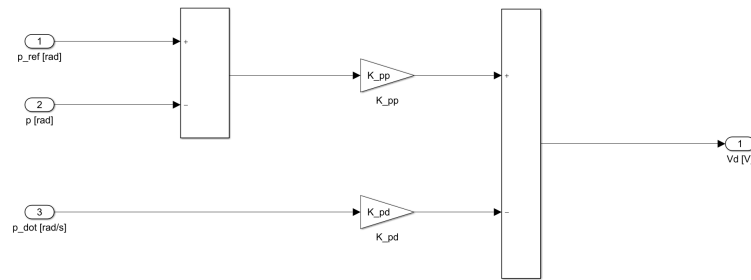 1
+
p_ref [rad]
K_pp
+
2
−
p [rad]
K_pp
1
Vd [V
3
K_pd
−
p_dot [rad/s]
K_pd